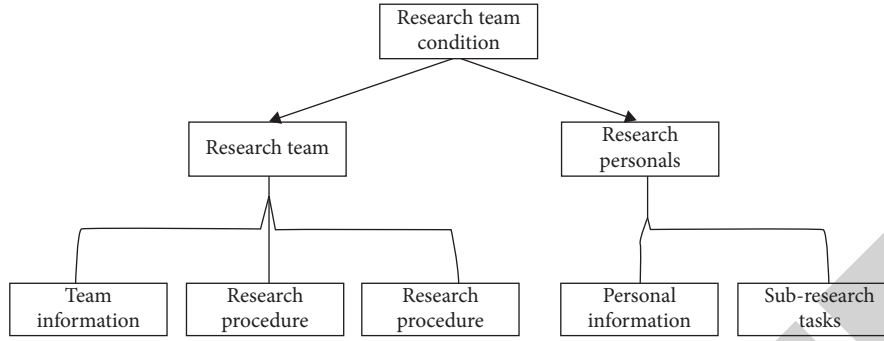 Research team
condition
Research team
Research
personals
Team
information
Research
procedure
Research
procedure
Personal
information
Sub-research
tasks